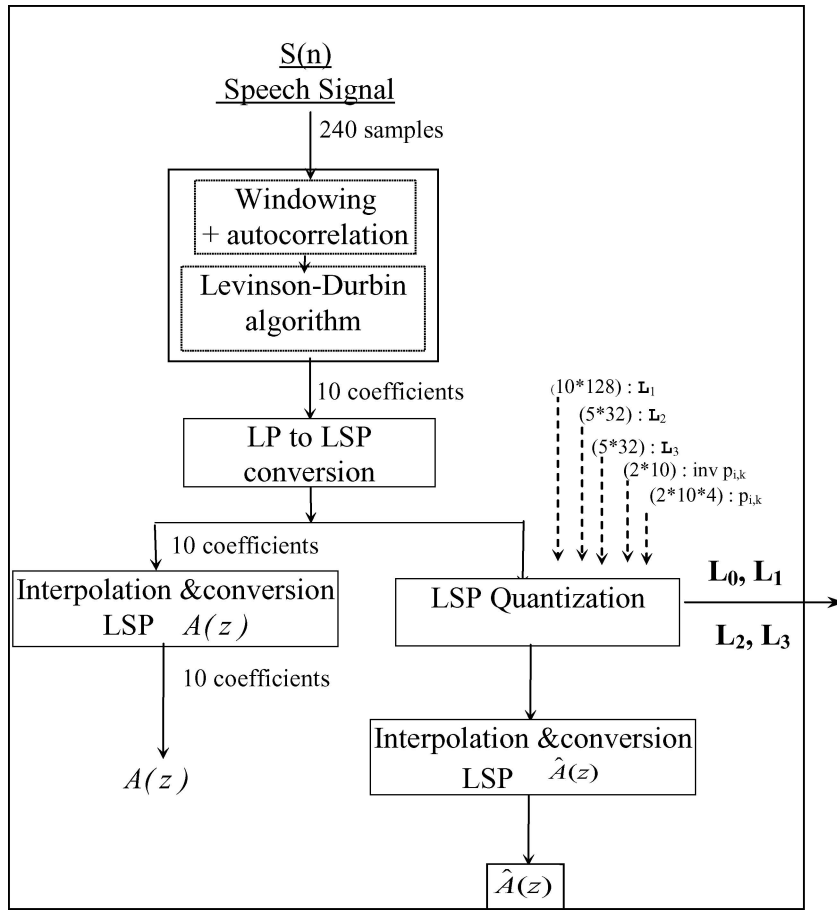 S(n)
Speech Signal
240 samples
Windowing
+ autocorrelation
Levinson-Durbin
algorithm
10 coefficients
LP to LSP
conversion
(10*128) : L₁
(5*32) : L₂
(5*32) : L₃
(2*10) : inv pᵢ,ₖ
(2*10*4) : pᵢ,ₖ
10 coefficients
Interpolation &conversion
LSP A(z)
LSP Quantization
L₀, L₁
L₂, L₃
10 coefficients
A(z)
Interpolation &conversion
LSP Â(z)
Â(z)